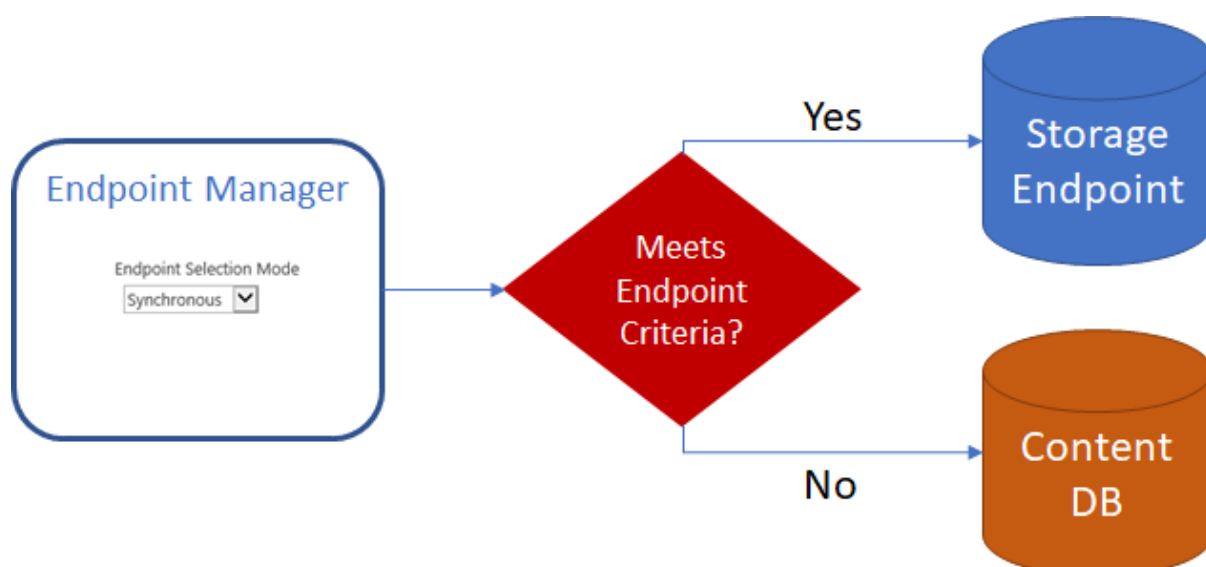 Endpoint Manager
Endpoint Selection Mode
Synchronous
Meets
Endpoint
Criteria?
Yes
Storage
Endpoint
No
Content
DB